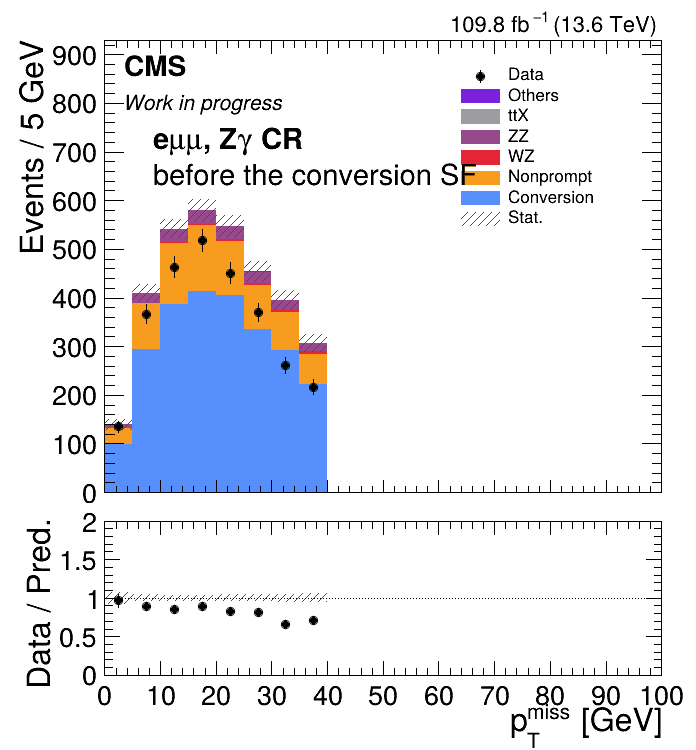 109.8 fb⁻¹ (13.6 TeV)
CMS
Work in progress
eμμ, Zγ CR
before the conversion SF
Data
Others
ttX
ZZ
WZ
Nonprompt
Conversion
Stat.
Events / 5 GeV
900
800
700
600
500
400
300
200
100
0
Data / Pred.
2
1.5
1
0.5
0
0 10 20 30 40 50 60 70 80 90 100
p_T^miss [GeV]